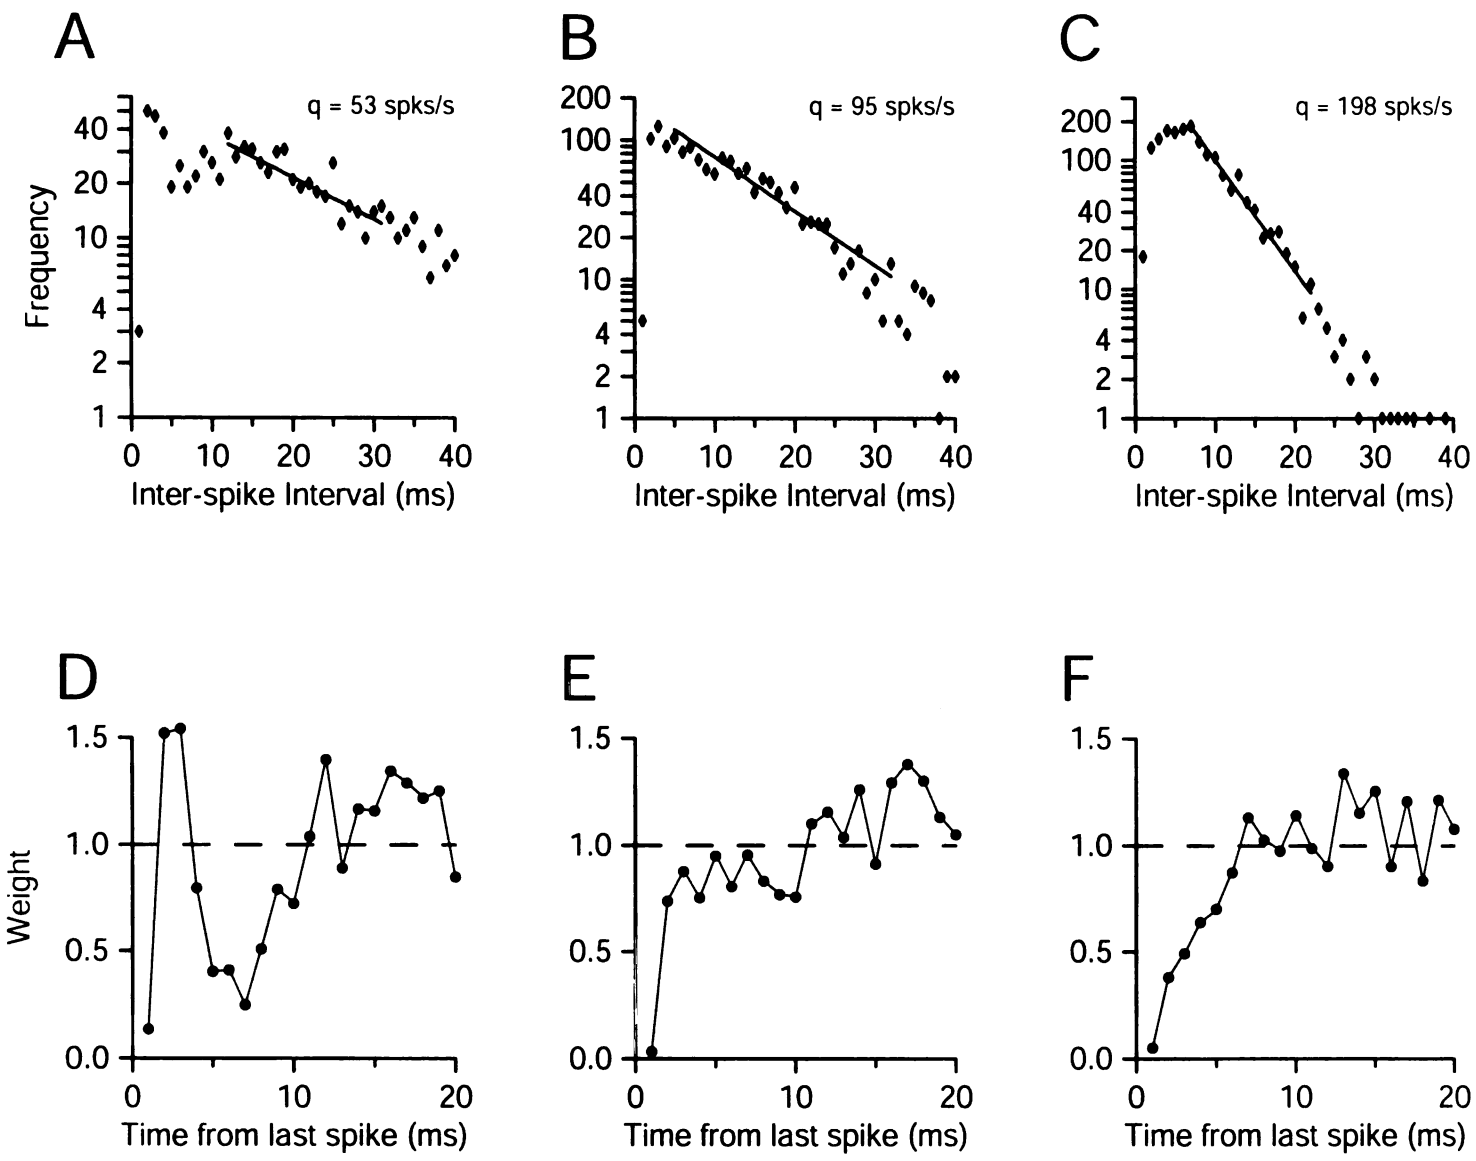 A
B
C
q = 53 spks/s
q = 95 spks/s
q = 198 spks/s
Frequency
40
20
10
4
2
1
200
100
40
20
10
4
2
1
200
100
40
20
10
4
2
1
0 10 20 30 40
0 10 20 30 40
0 10 20 30 40
Inter-spike Interval (ms)
Inter-spike Interval (ms)
Inter-spike Interval (ms)
D
E
F
Weight
1.5
1.0
0.5
0.0
1.5
1.0
0.5
0.0
1.5
1.0
0.5
0.0
0 10 20
0 10 20
0 10 20
Time from last spike (ms)
Time from last spike (ms)
Time from last spike (ms)